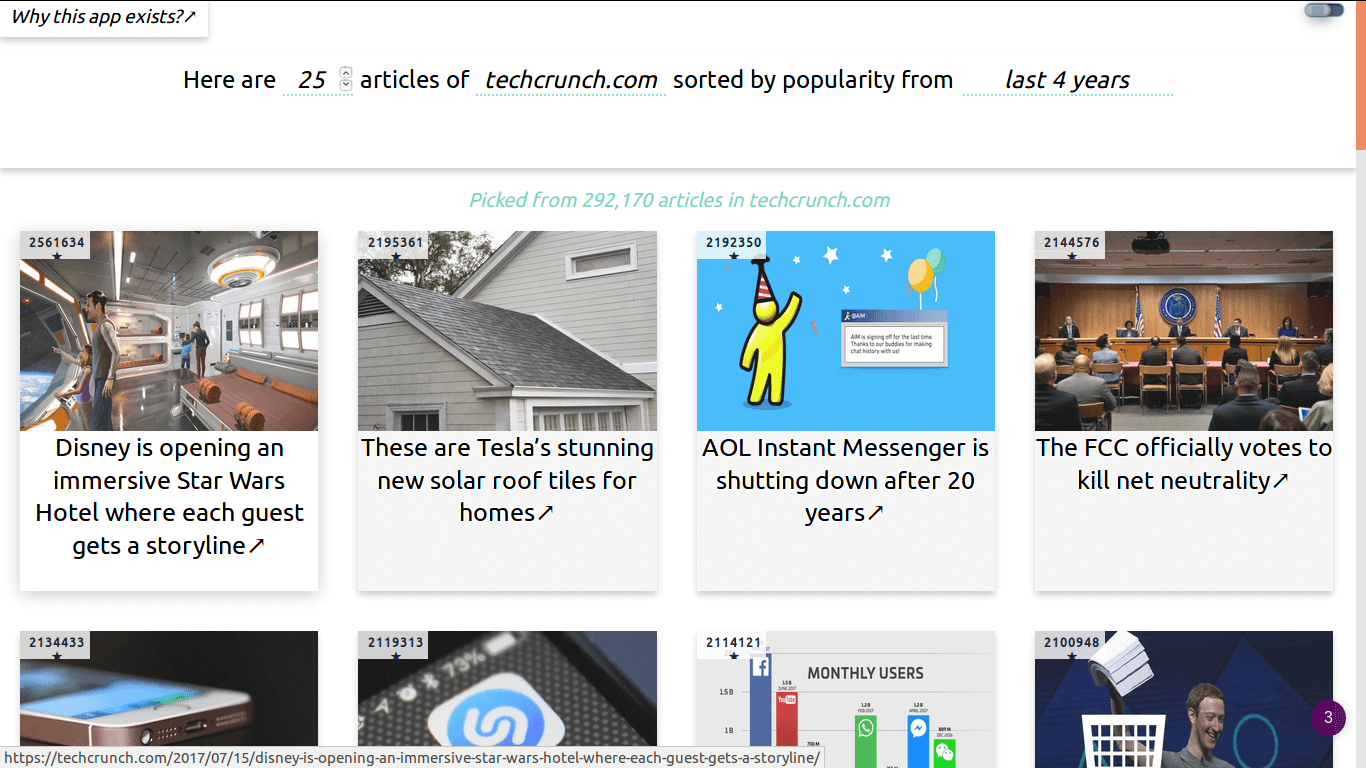 Why this app exists?↗
Here are 25 articles of techcrunch.com sorted by popularity from last 4 years
Picked from 292,170 articles in techcrunch.com
2561634
★
2195361
★
2192350
★
2144576
★
@AIM
AIM is signing off for the last time.
Thanks to our buddies for making
chat history with us!
Disney is opening an
immersive Star Wars
Hotel where each guest
gets a storyline↗
These are Tesla’s stunning
new solar roof tiles for
homes↗
AOL Instant Messenger is
shutting down after 20
years↗
The FCC officially votes to
kill net neutrality↗
2134433
★
2119313
★
2114121
★
2100948
★
73%
MONTHLY USERS
1.5B
1B
1.5B
JUNE 2017
YouTube
1.2B
FEB 2017
1.2B
APRIL 2017
889M
DEC 2016
700M
3
https://techcrunch.com/2017/07/15/disney-is-opening-an-immersive-star-wars-hotel-where-each-guest-gets-a-storyline/